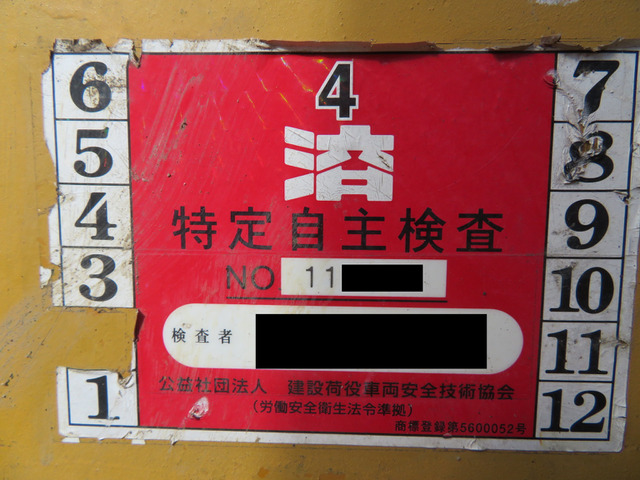 4
済
特定自主検査
NO 11
検査者
公益社団法人 建設荷役車両安全技術協会
(労働安全衛生法令準拠)
商標登録第5600052号
6
5
4
3
1
7
8
9
10
11
12